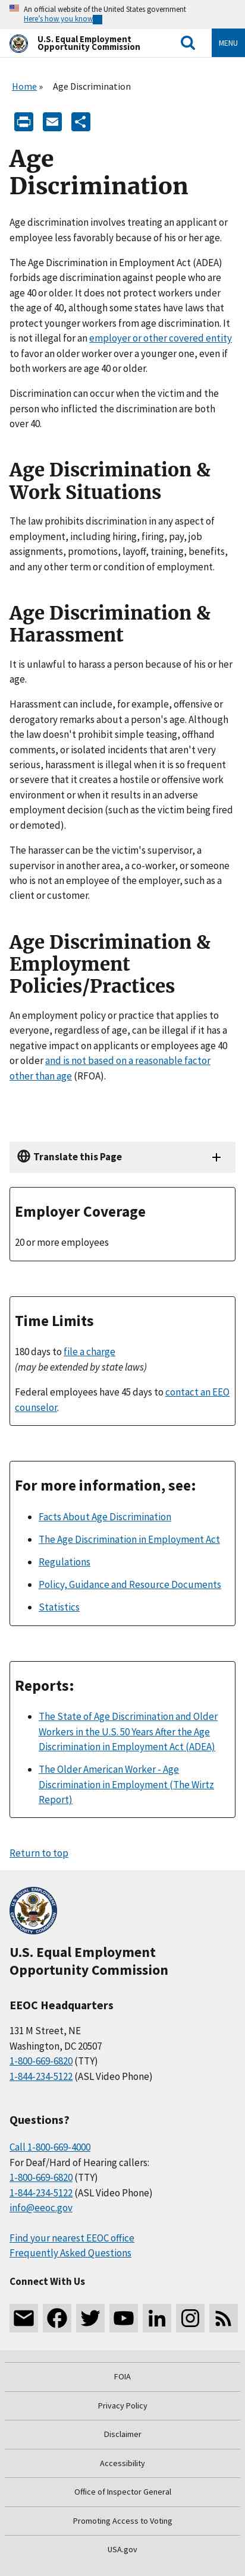 An official website of the United States government
Here's how you know
U.S. Equal Employment
Opportunity Commission
MENU
Home » Age Discrimination
Age
Discrimination
Age discrimination involves treating an applicant or
employee less favorably because of his or her age.
The Age Discrimination in Employment Act (ADEA)
forbids age discrimination against people who are
age 40 or older. It does not protect workers under
the age of 40, although some states have laws that
protect younger workers from age discrimination. It
is not illegal for an employer or other covered entity
to favor an older worker over a younger one, even if
both workers are age 40 or older.
Discrimination can occur when the victim and the
person who inflicted the discrimination are both
over 40.
Age Discrimination &
Work Situations
The law prohibits discrimination in any aspect of
employment, including hiring, firing, pay, job
assignments, promotions, layoff, training, benefits,
and any other term or condition of employment.
Age Discrimination &
Harassment
It is unlawful to harass a person because of his or her
age.
Harassment can include, for example, offensive or
derogatory remarks about a person's age. Although
the law doesn't prohibit simple teasing, offhand
comments, or isolated incidents that aren't very
serious, harassment is illegal when it is so frequent
or severe that it creates a hostile or offensive work
environment or when it results in an adverse
employment decision (such as the victim being fired
or demoted).
The harasser can be the victim's supervisor, a
supervisor in another area, a co-worker, or someone
who is not an employee of the employer, such as a
client or customer.
Age Discrimination &
Employment
Policies/Practices
An employment policy or practice that applies to
everyone, regardless of age, can be illegal if it has a
negative impact on applicants or employees age 40
or older and is not based on a reasonable factor
other than age (RFOA).
Translate this Page
Employer Coverage
20 or more employees
Time Limits
180 days to file a charge
(may be extended by state laws)
Federal employees have 45 days to contact an EEO
counselor.
For more information, see:
Facts About Age Discrimination
The Age Discrimination in Employment Act
Regulations
Policy, Guidance and Resource Documents
Statistics
Reports:
The State of Age Discrimination and Older
Workers in the U.S. 50 Years After the Age
Discrimination in Employment Act (ADEA)
The Older American Worker - Age
Discrimination in Employment (The Wirtz
Report)
Return to top
U.S. Equal Employment
Opportunity Commission
EEOC Headquarters
131 M Street, NE
Washington, DC 20507
1-800-669-6820 (TTY)
1-844-234-5122 (ASL Video Phone)
Questions?
Call 1-800-669-4000
For Deaf/Hard of Hearing callers:
1-800-669-6820 (TTY)
1-844-234-5122 (ASL Video Phone)
info@eeoc.gov
Find your nearest EEOC office
Frequently Asked Questions
Connect With Us
FOIA
Privacy Policy
Disclaimer
Accessibility
Office of Inspector General
Promoting Access to Voting
USA.gov